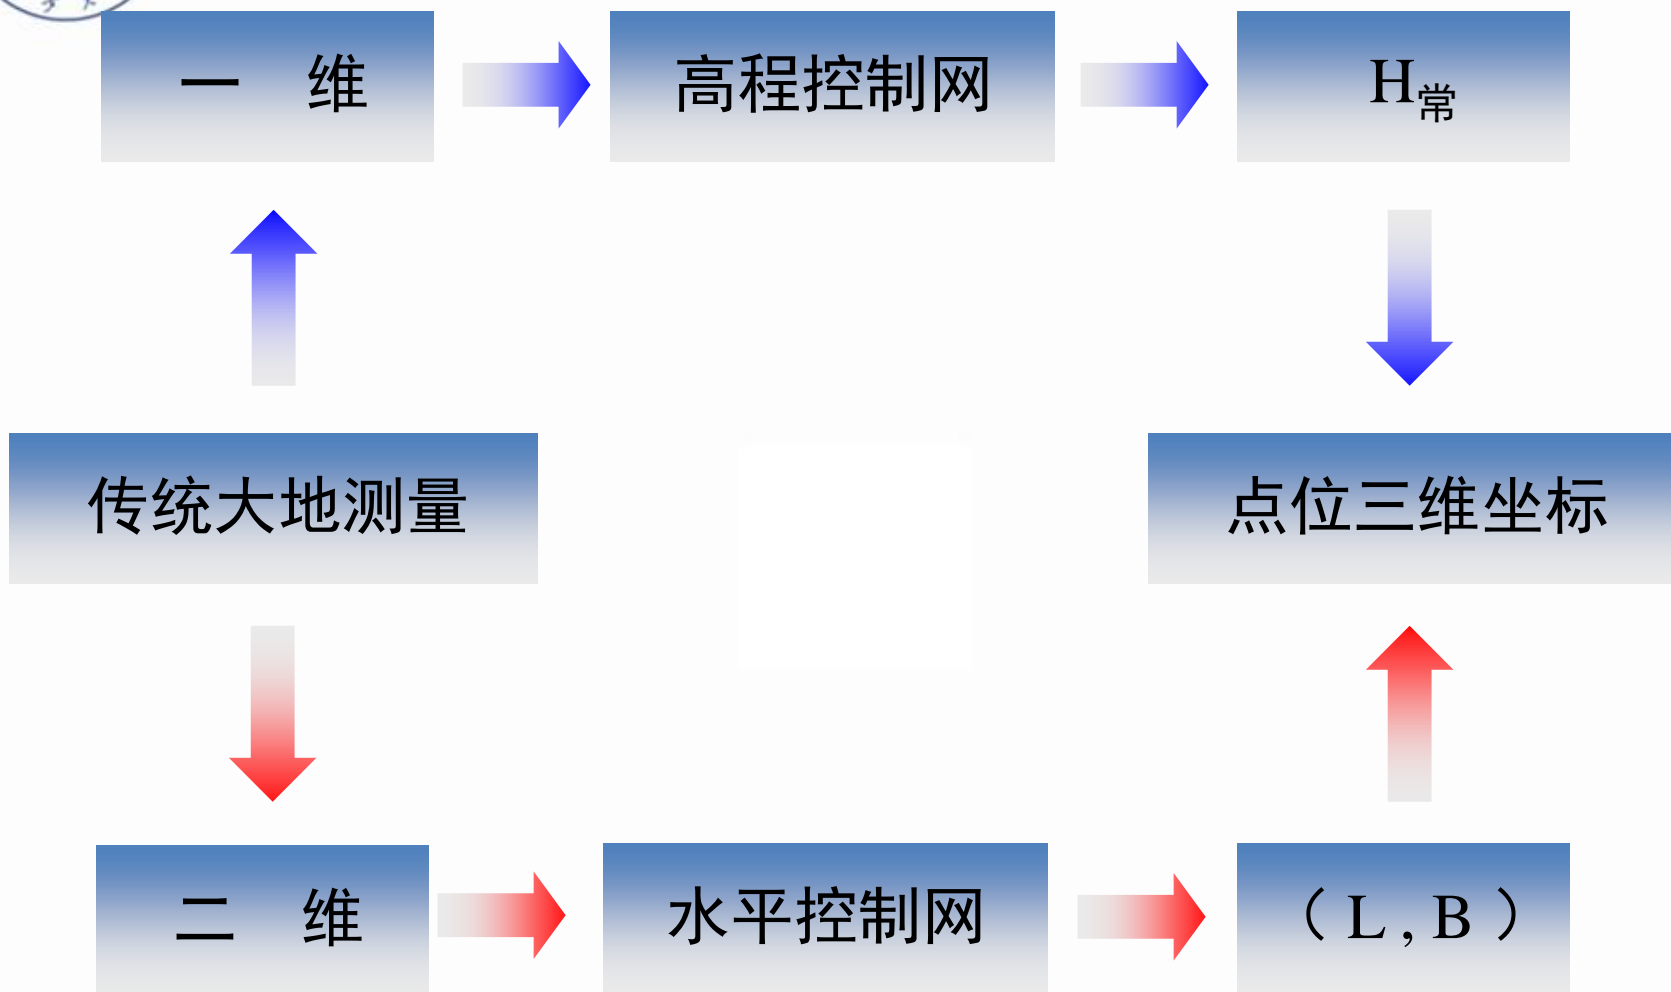 一 维
高程控制网
H常
传统大地测量
点位三维坐标
二 维
水平控制网
（L,B）